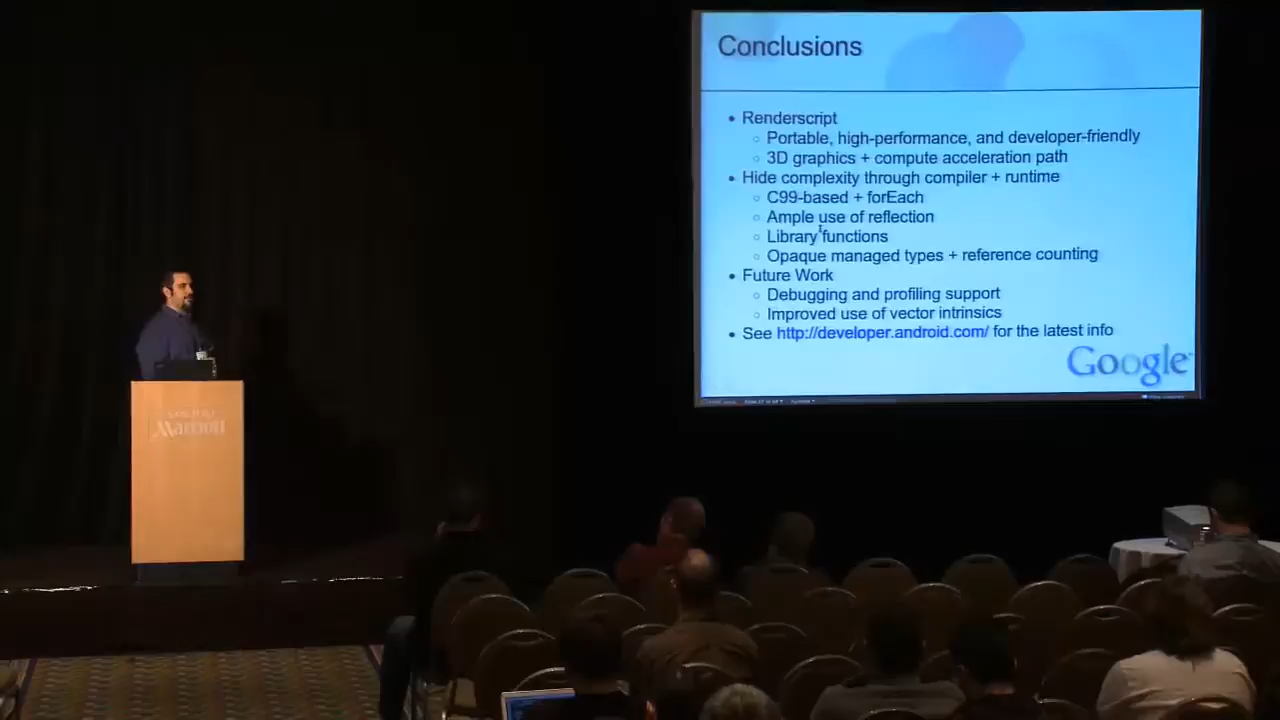 Conclusions
• Renderscript
○ Portable, high-performance, and developer-friendly
○ 3D graphics + compute acceleration path
• Hide complexity through compiler + runtime
○ C99-based + forEach
○ Ample use of reflection
○ Library functions
○ Opaque managed types + reference counting
• Future Work
○ Debugging and profiling support
○ Improved use of vector intrinsics
• See http://developer.android.com/ for the latest info
Google
Marriott